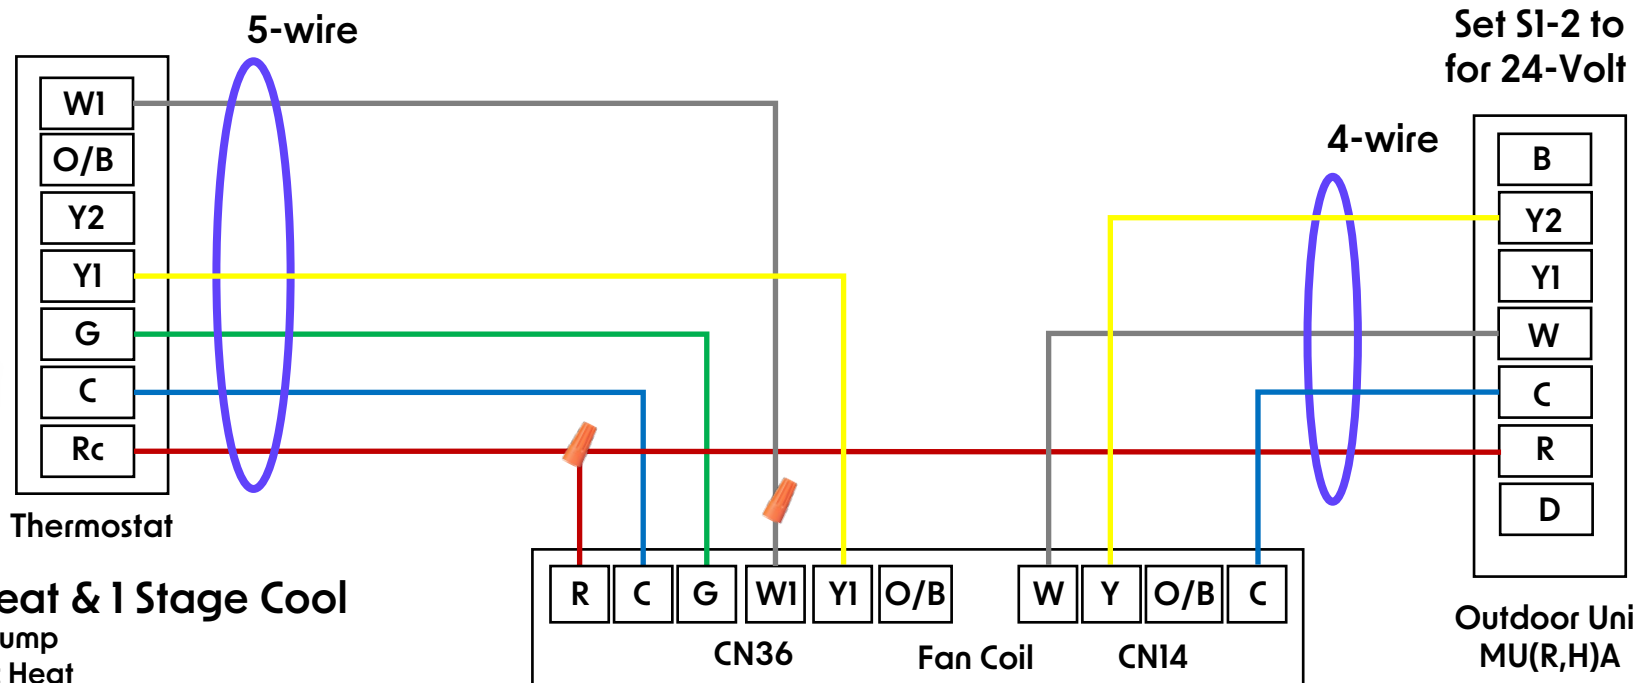 5-wire
Set S1-2 to
for 24-Volt
4-wire
W1
O/B
Y2
Y1
G
C
Rc
Thermostat
B
Y2
Y1
W
C
R
D
eat & 1 Stage Cool
ump
Heat
R C G W1 Y1 O/B
W Y O/B C
CN36
Fan Coil
CN14
Outdoor Uni
MU(R,H)A